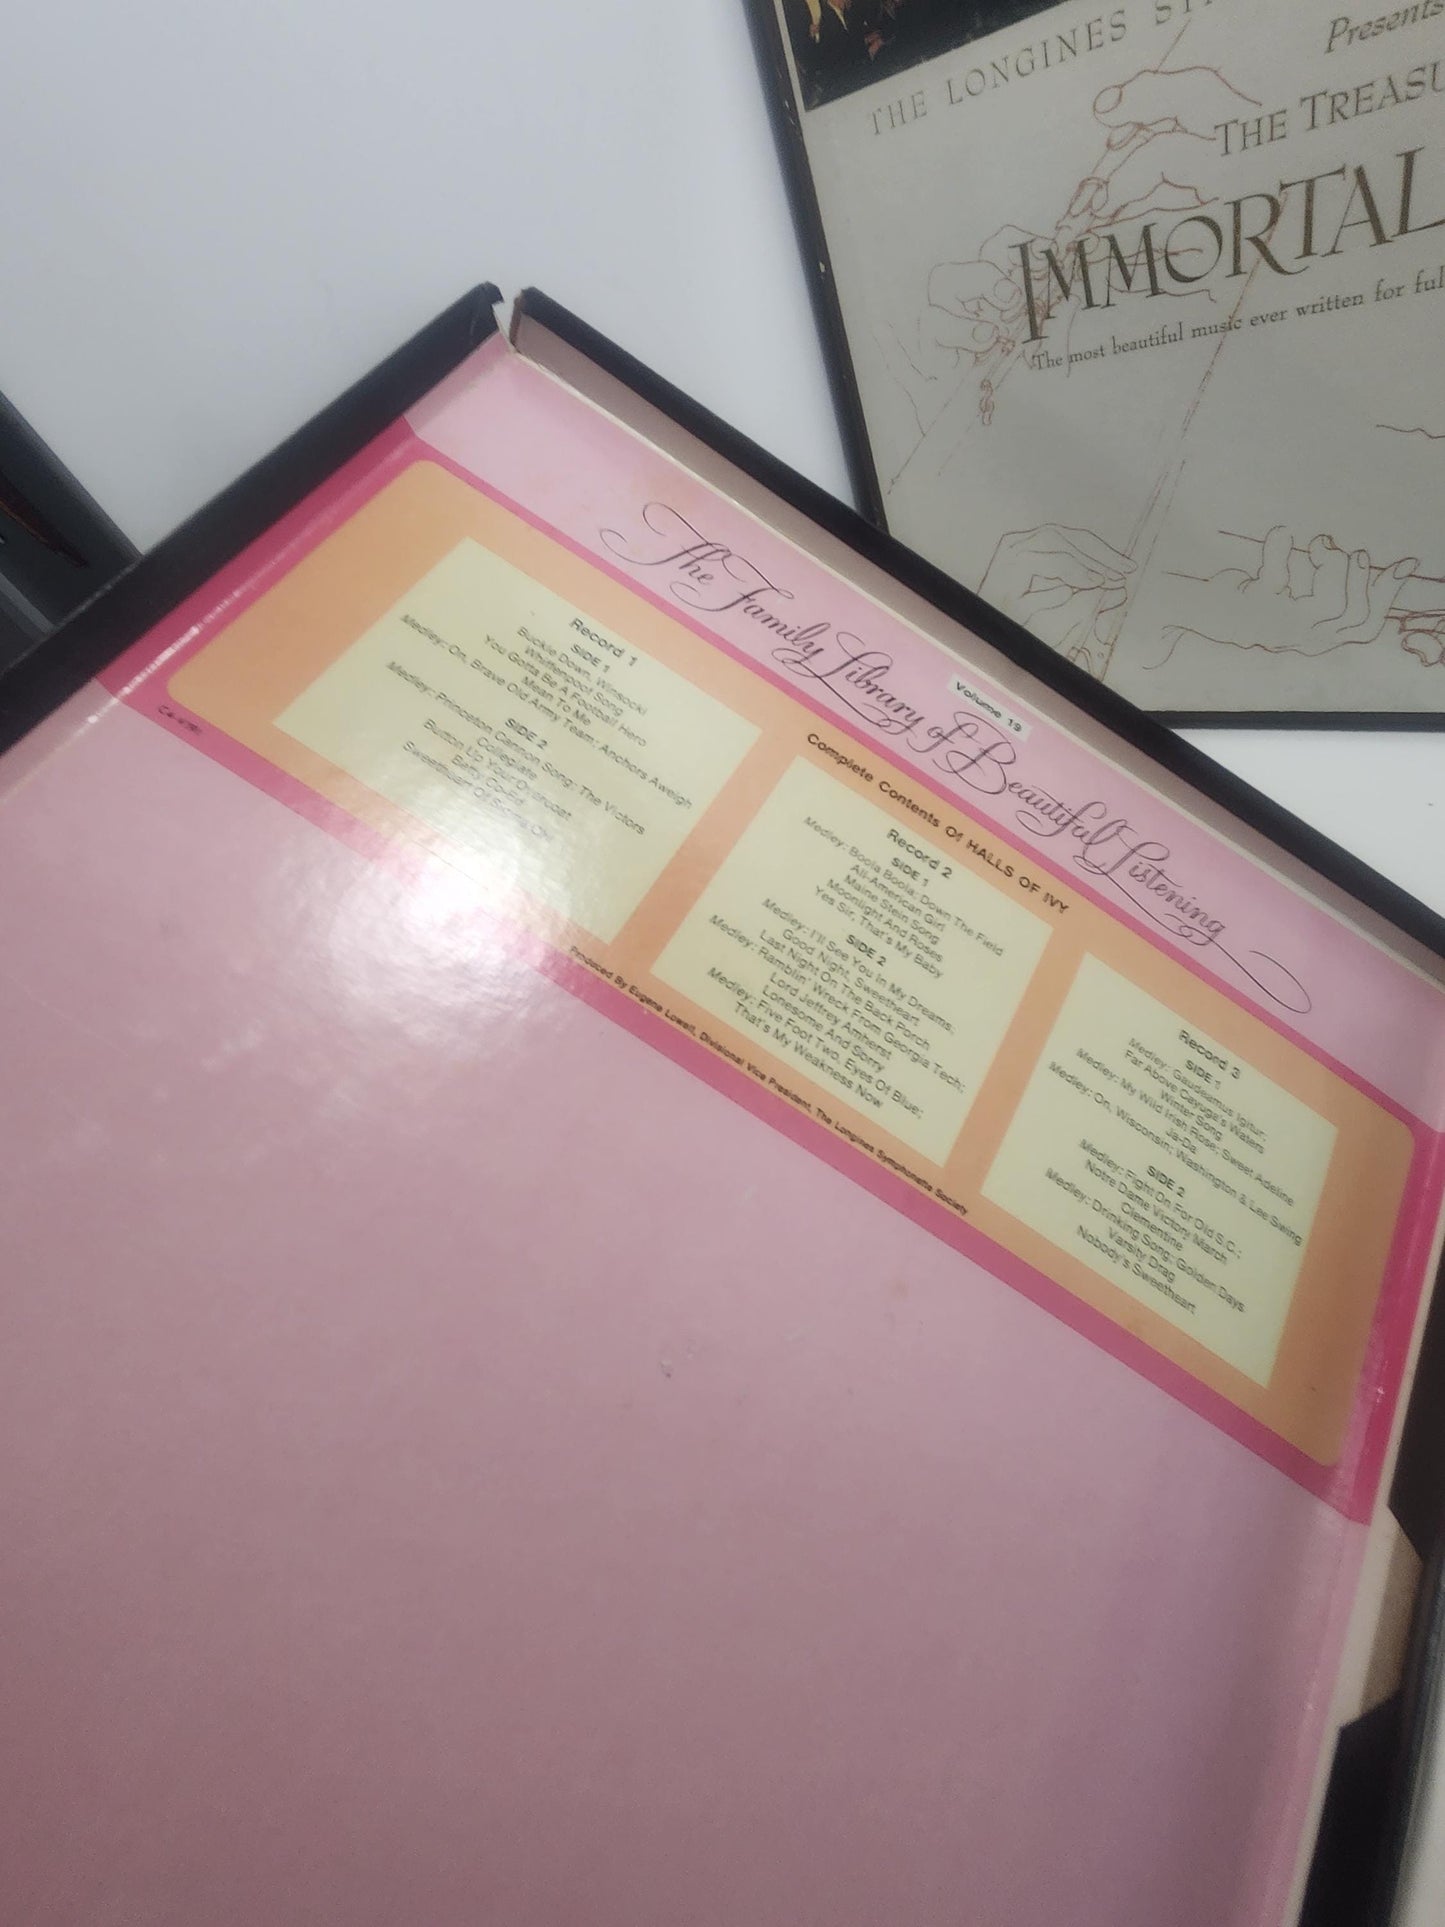 THE LONGINES
Presents
THE TREASU
IMMORTAL
The most beautiful music ever written for ful
The Family Library of Beautiful Listening
Volume 19
Complete Contents Of HALLS OF IVY
Record 1
SIDE 1
Buckle Down, Winsocki
Whiffenpoof Song
You Gotta Be A Football Hero
Mean To Me
Medley: On, Brave Old Army Team; Anchors Aweigh
SIDE 2
Medley: Princeton Cannon Song; The Victors
Collegiate
Button Up Your Overcoat
Betty Co-Ed
Sweetheart Of Sigma Chi
Record 2
SIDE 1
Medley: Boola Boola; Down The Field
All-American Girl
Maine Stein Song
Moonlight And Roses
Yes Sir, That's My Baby
SIDE 2
Medley: I'll See You In My Dreams;
Good Night, Sweetheart
Last Night On The Back Porch
Medley: Ramblin' Wreck From Georgia Tech;
Lord Jeffrey Amherst
Lonesome And Sorry
Medley: Five Foot Two, Eyes Of Blue;
That's My Weakness Now
Record 3
SIDE 1
Medley: Gaudeamus Igitur;
Far Above Cayuga's Waters
Winter Song
Medley: My Wild Irish Rose; Sweet Adeline
Ja-Da
Medley: On, Wisconsin; Washington & Lee Swing
SIDE 2
Medley: Fight On For Old S.C.;
Notre Dame Victory March
Clementine
Medley: Drinking Song; Golden Days
Varsity Drag
Nobody's Sweetheart
Produced By Eugene Lowell, Divisional Vice President, The Longines Symphonette Society